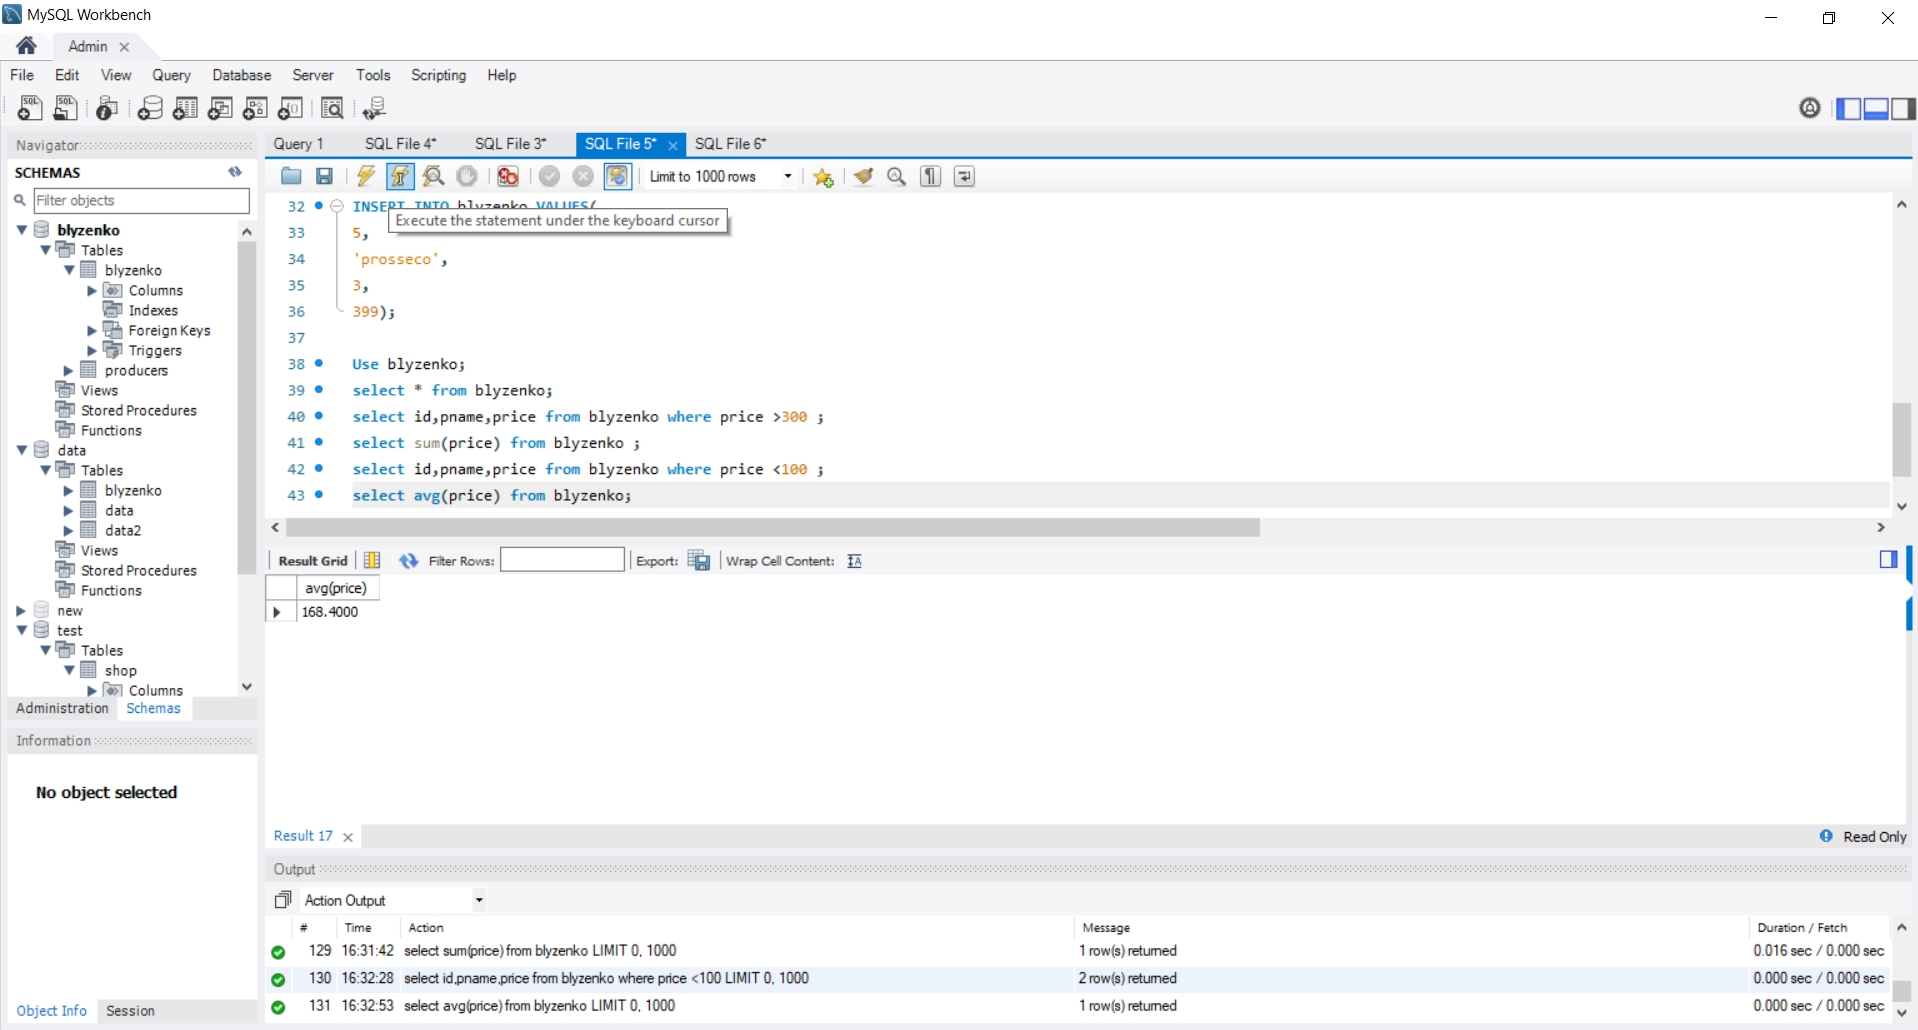 MySQL Workbench
Admin
File Edit View Query Database Server Tools Scripting Help
Navigator
SCHEMAS
Filter objects
blyzenko
Tables
blyzenko
Columns
Indexes
Foreign Keys
Triggers
producers
Views
Stored Procedures
Functions
data
Tables
blyzenko
data
data2
Views
Stored Procedures
Functions
new
test
Tables
shop
Columns
Administration Schemas
Information
No object selected
Object Info Session
Query 1 SQL File 4* SQL File 3* SQL File 5* SQL File 6*
Limit to 1000 rows
32 INSERT INTO blyzenko VALUES(
Execute the statement under the keyboard cursor
33 5,
34 'prosseco',
35 3,
36 399);
37
38 Use blyzenko;
39 select * from blyzenko;
40 select id,pname,price from blyzenko where price >300 ;
41 select sum(price) from blyzenko ;
42 select id,pname,price from blyzenko where price <100 ;
43 select avg(price) from blyzenko;
Result Grid Filter Rows: Export: Wrap Cell Content:
avg(price)
168.4000
Result 17 Read Only
Output
Action Output
# Time Action Message Duration / Fetch
129 16:31:42 select sum(price) from blyzenko LIMIT 0, 1000 1 row(s) returned 0.016 sec / 0.000 sec
130 16:32:28 select id,pname,price from blyzenko where price <100 LIMIT 0, 1000 2 row(s) returned 0.000 sec / 0.000 sec
131 16:32:53 select avg(price) from blyzenko LIMIT 0, 1000 1 row(s) returned 0.000 sec / 0.000 sec